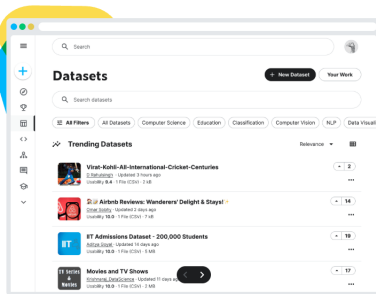 Search
Datasets
+ New Dataset
Your Work
Search datasets
All Filters
All Datasets
Computer Science
Education
Classification
Computer Vision
NLP
Data Visuali
Trending Datasets
Relevance
Virat-Kohli-All-International-Cricket-Centuries
· Updated 3 hours ago
Usability 9.4 · 1 File (CSV) · 2 kB
2
Airbnb Reviews: Wanderers' Delight & Stays!
· Updated 2 days ago
Usability 10.0 · 1 File (CSV) · 7 kB
14
IIT
IIT Admissions Dataset - 200,000 Students
Aditya Goyal · Updated 14 days ago
Usability 10.0 · 1 File (CSV) · 5 MB
19
TV Series
&
Movies
Movies and TV Shows
· Updated 11 days ago
Usability 10.0 · 1 File (CSV) · 2 MB
17